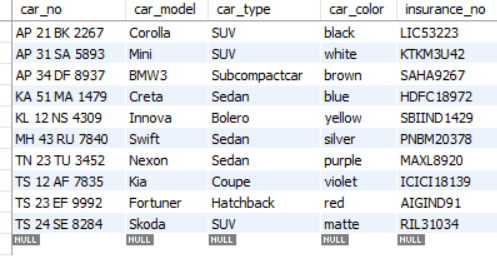 car_no car_model car_type car_color insurance_no
AP 21 BK 2267 Corolla SUV black LIC53223
AP 31 SA 5893 Mini SUV white KTKM3U42
AP 34 DF 8937 BMW3 Subcompactcar brown SAHA9267
KA 51 MA 1479 Creta Sedan blue HDFC18972
KL 12 NS 4309 Innova Bolero yellow SBIIND1429
MH 43 RU 7840 Swift Sedan silver PNBM20378
TN 23 TU 3452 Nexon Sedan purple MAXL8920
TS 12 AF 7835 Kia Coupe violet ICICI18139
TS 23 EF 9992 Fortuner Hatchback red AIGIND91
TS 24 SE 8284 Skoda SUV matte RIL31034
NULL NULL NULL NULL NULL